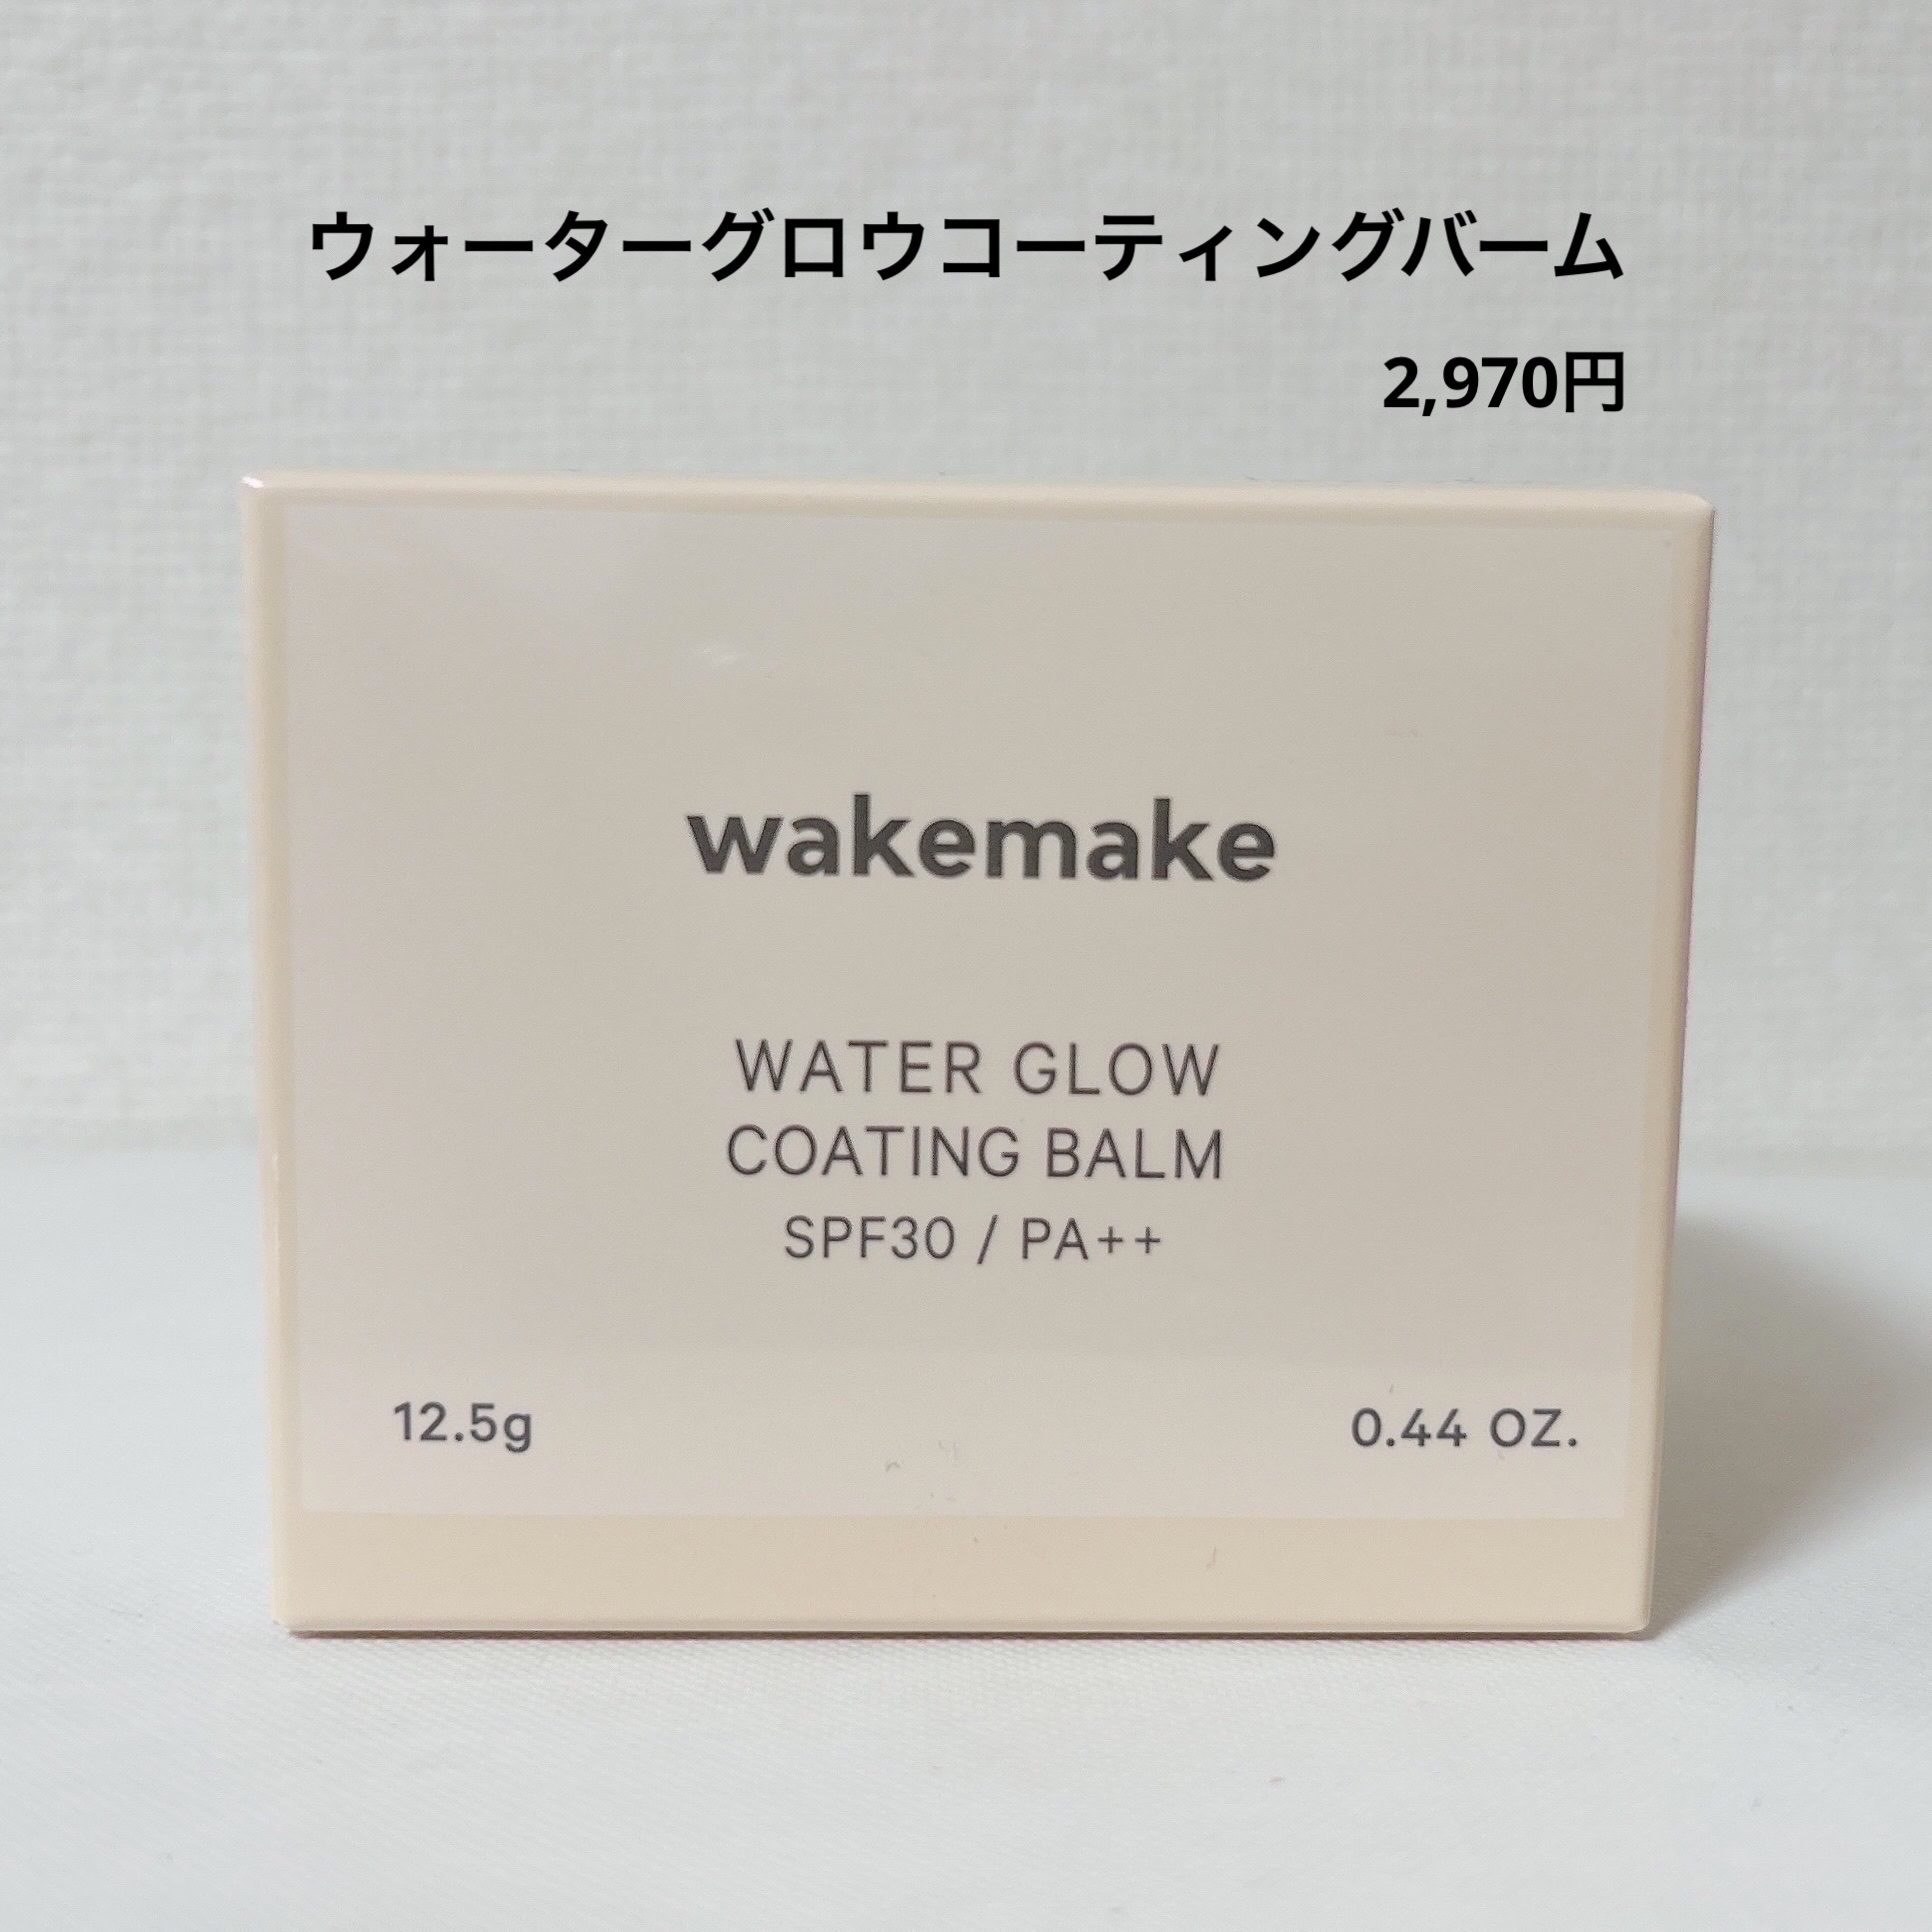 ウォーターグロウコーティングバーム
2,970円
wakemake
WATER GLOW
COATING BALM
SPF30 / PA++
12.5g
0.44 OZ.